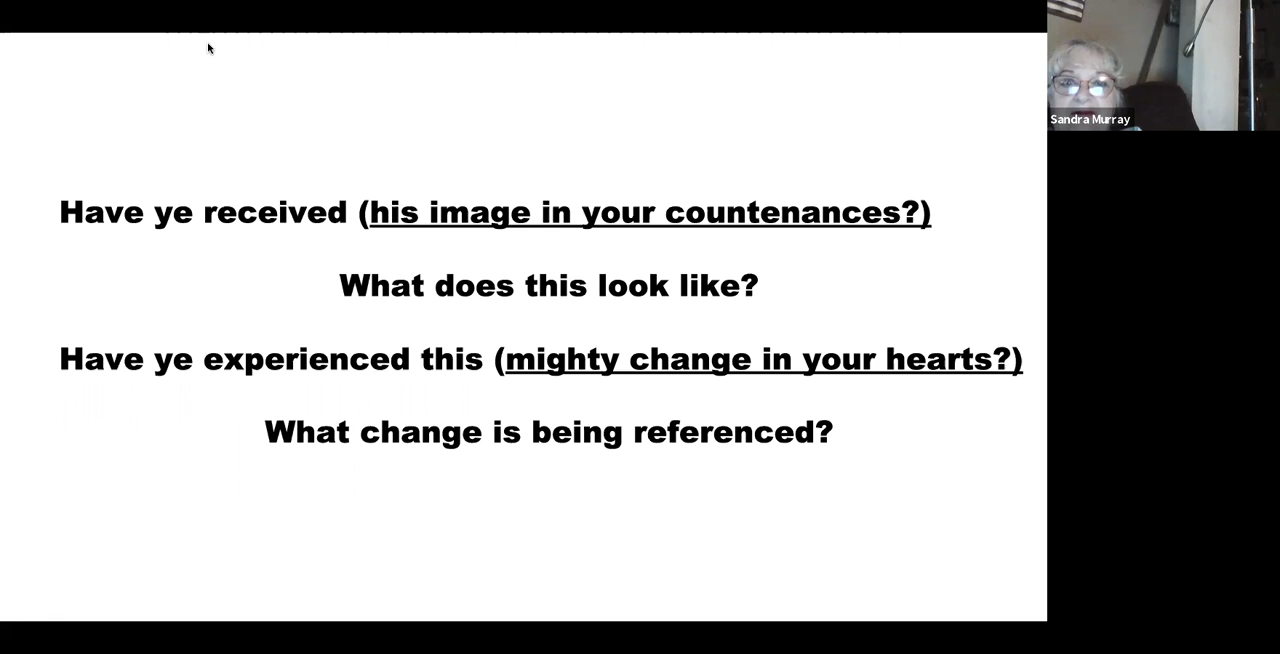 Have ye received (his image in your countenances?)
What does this look like?
Have ye experienced this (mighty change in your hearts?)
What change is being referenced?
Sandra Murray